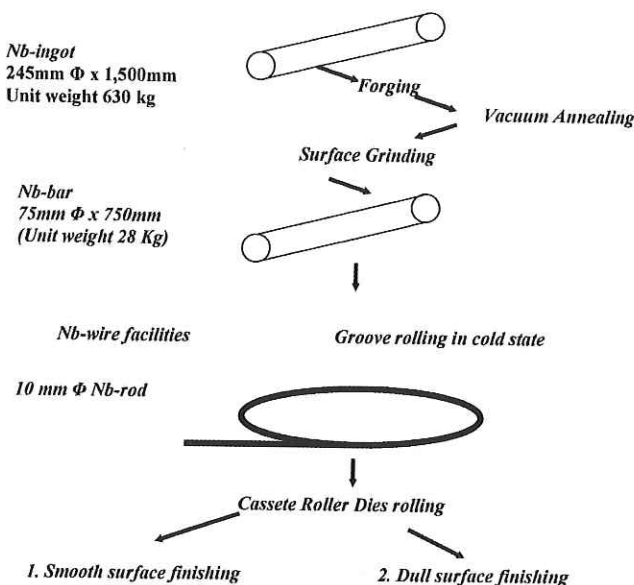 Nb-ingot
245mm Φ x 1,500mm
Unit weight 630 kg
Forging
Vacuum Annealing
Surface Grinding
Nb-bar
75mm Φ x 750mm
(Unit weight 28 Kg)
Nb-wire facilities
Groove rolling in cold state
10 mm Φ Nb-rod
Cassete Roller Dies rolling
1. Smooth surface finishing
2. Dull surface finishing